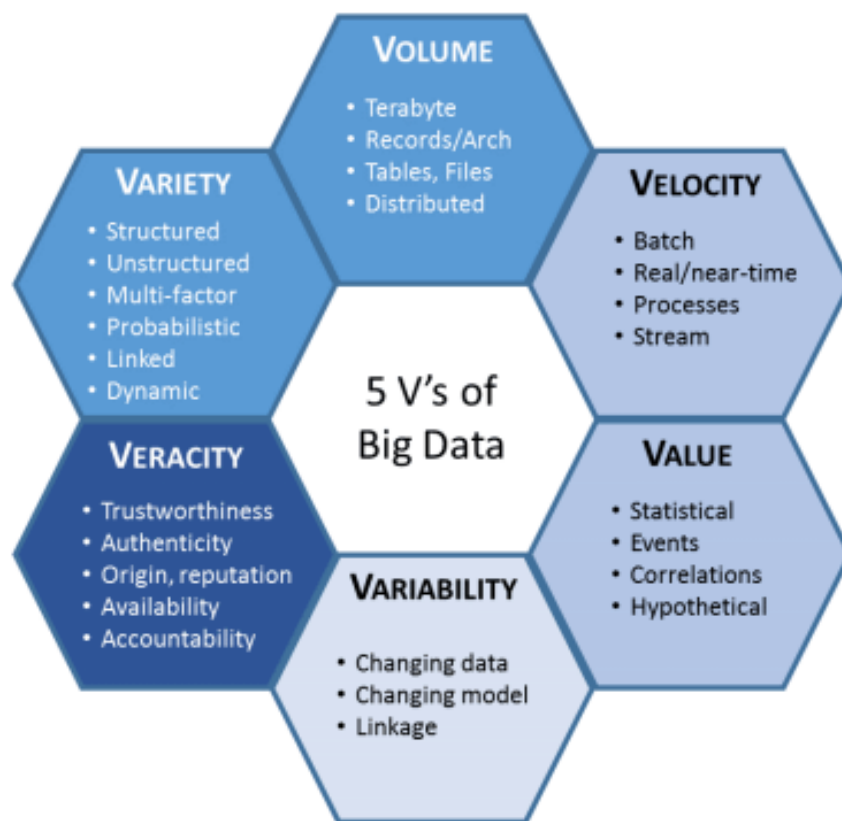 VOLUME
• Terabyte
• Records/Arch
• Tables, Files
• Distributed
VARIETY
• Structured
• Unstructured
• Multi-factor
• Probabilistic
• Linked
• Dynamic
VELOCITY
• Batch
• Real/near-time
• Processes
• Stream
5 V's of
Big Data
VERACITY
• Trustworthiness
• Authenticity
• Origin, reputation
• Availability
• Accountability
VALUE
• Statistical
• Events
• Correlations
• Hypothetical
VARIABILITY
• Changing data
• Changing model
• Linkage